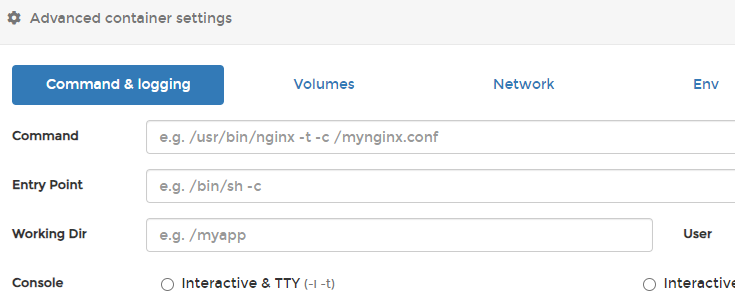 Advanced container settings
Command & logging Volumes Network Env
Command e.g. /usr/bin/nginx -t -c /mynginx.conf
Entry Point e.g. /bin/sh -c
Working Dir e.g. /myapp User
Console Interactive & TTY (-i -t) Interactive